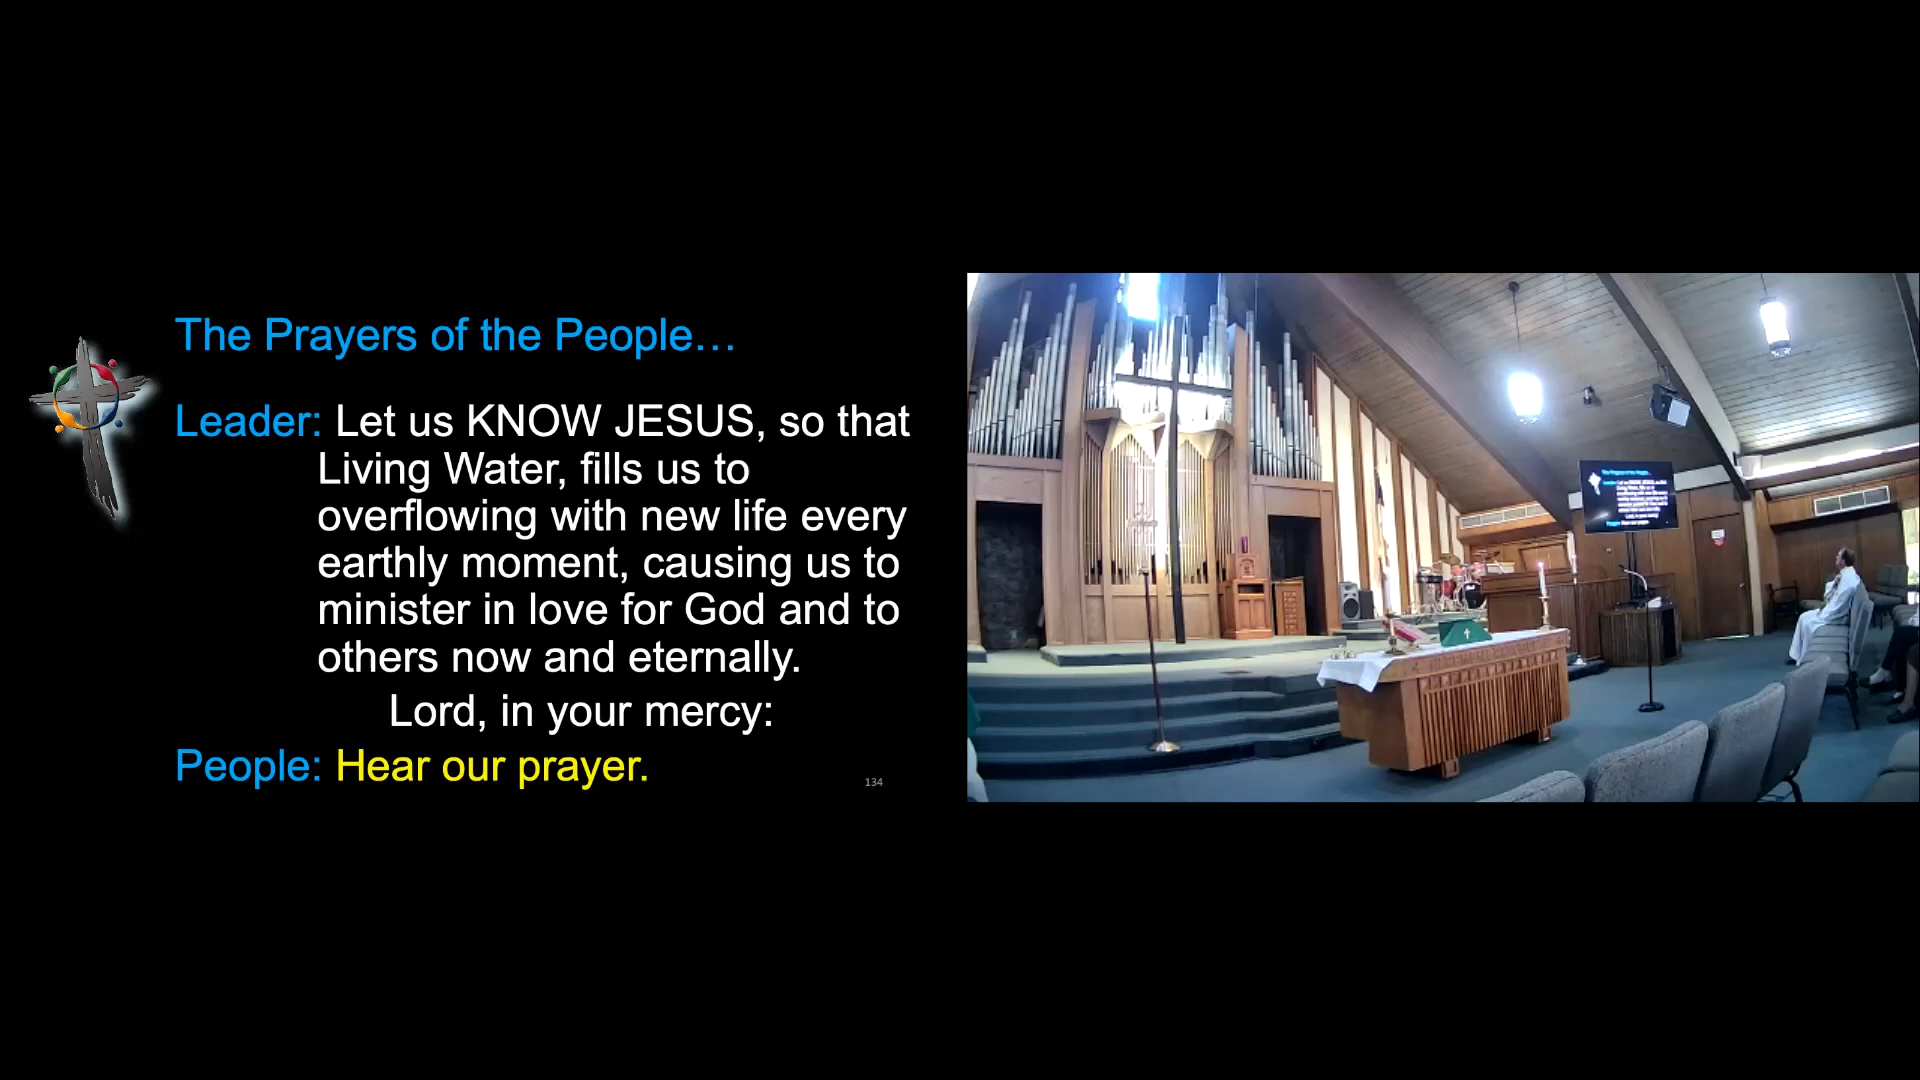 The Prayers of the People…
Leader: Let us KNOW JESUS, so that
Living Water, fills us to
overflowing with new life every
earthly moment, causing us to
minister in love for God and to
others now and eternally.
Lord, in your mercy:
People: Hear our prayer.
134